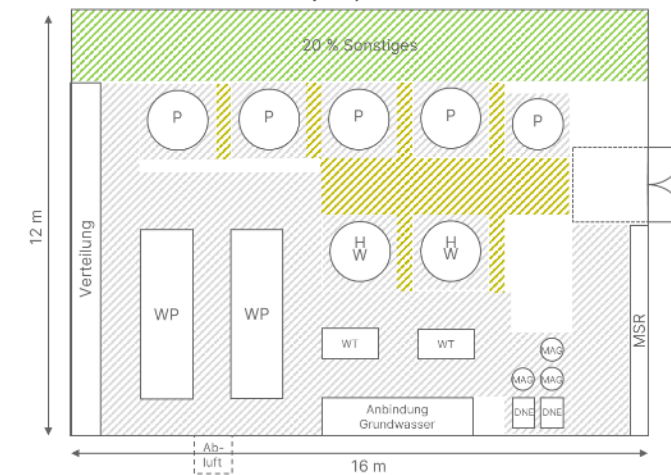 20 % Sonstiges
P
P
P
P
P
12 m
Verteilung
H
W
H
W
WP
WP
WT
WT
MSR
MAG
MAG
MAG
DNE
DNE
Anbindung
Grundwasser
Ab-
luft
16 m